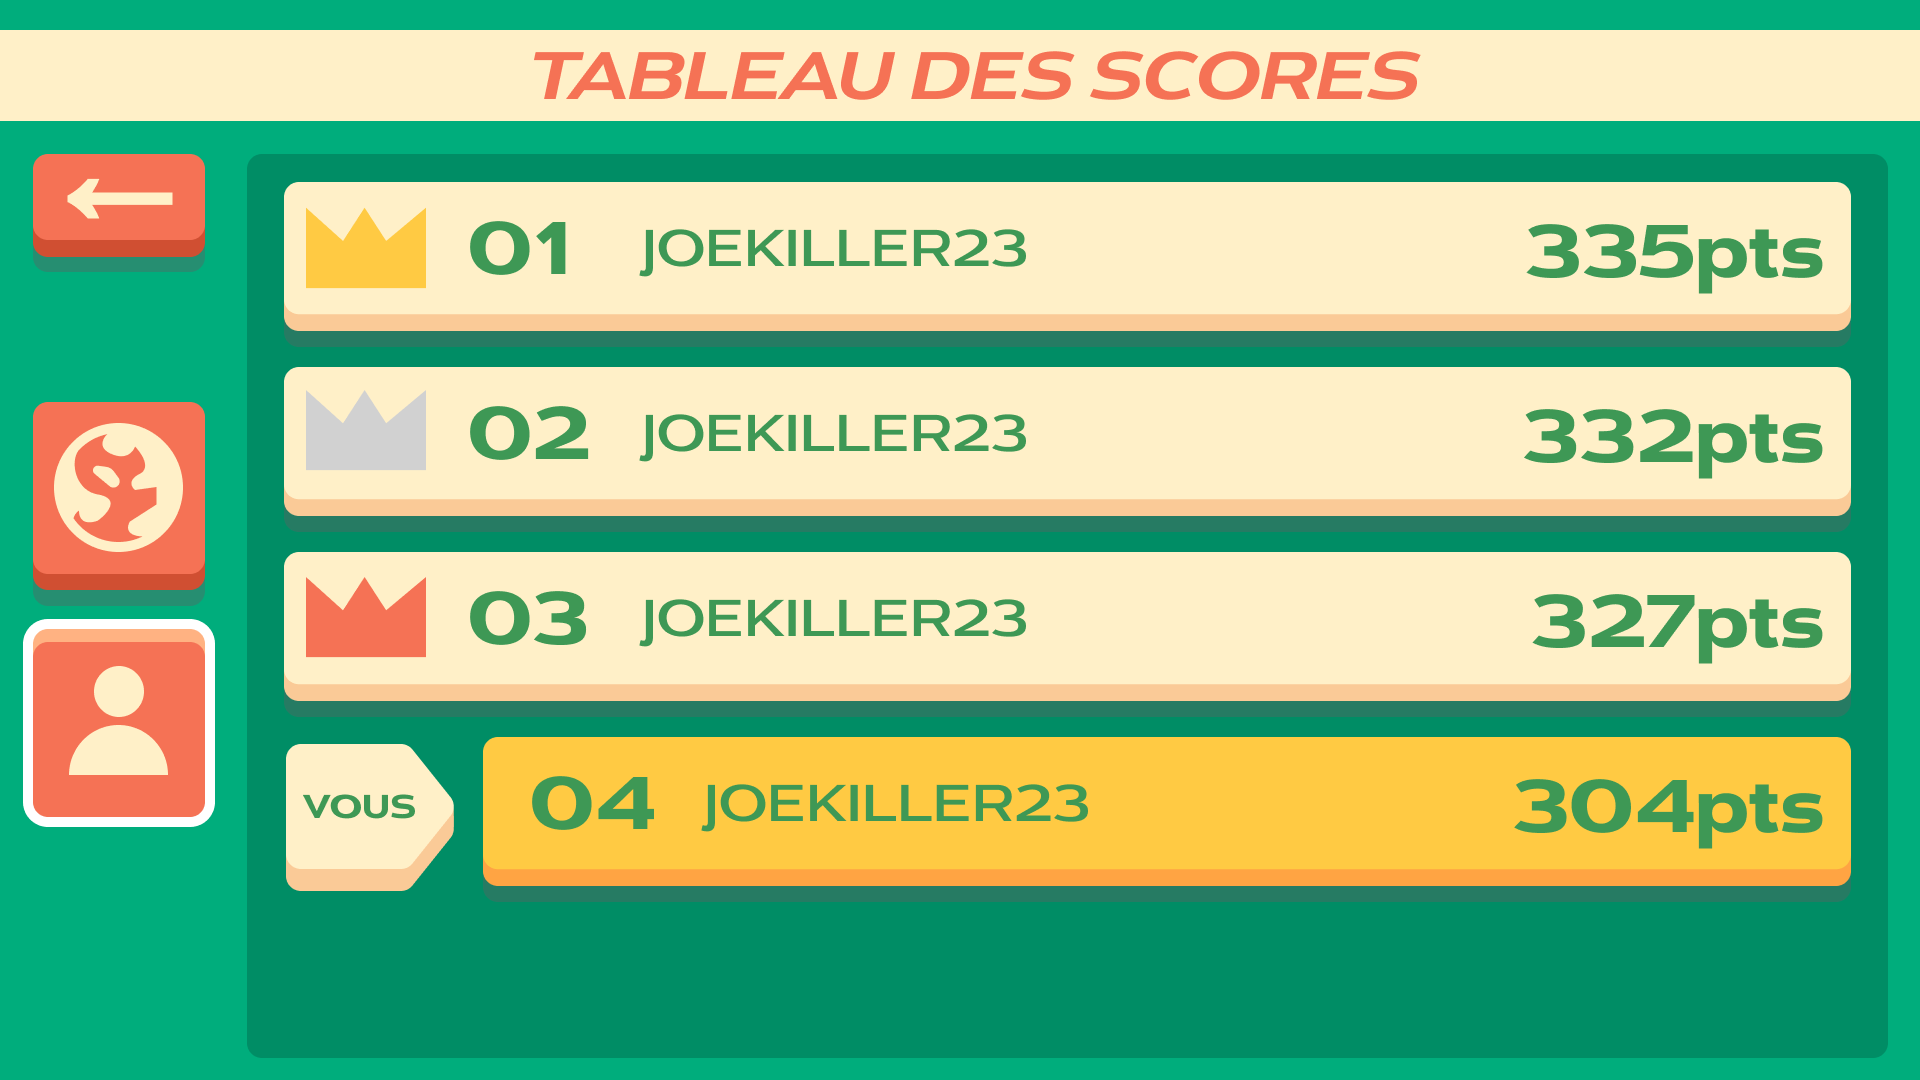 TABLEAU DES SCORES
01 JOEKILLER23 335pts
02 JOEKILLER23 332pts
03 JOEKILLER23 327pts
VOUS 04 JOEKILLER23 304pts